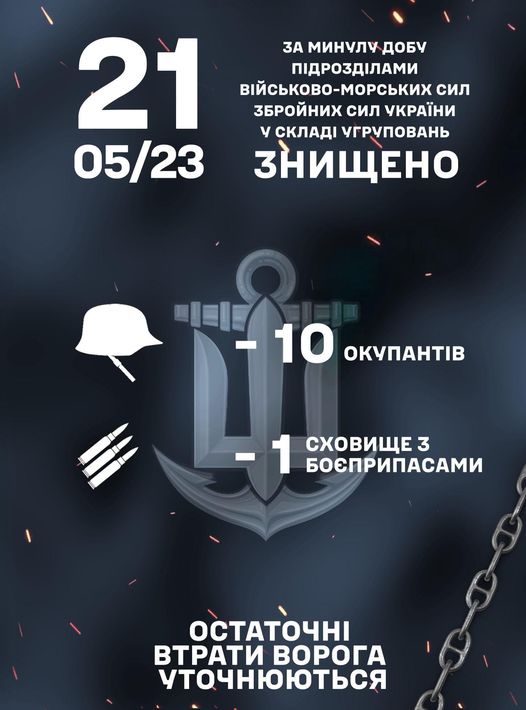 21
05/23
ЗА МИНУЛУ ДОБУ
ПІДРОЗДІЛАМИ
ВІЙСЬКОВО-МОРСЬКИХ СИЛ
ЗБРОЙНИХ СИЛ УКРАЇНИ
У СКЛАДІ УГРУПОВАНЬ
ЗНИЩЕНО
- 10 ОКУПАНТІВ
- 1 СХОВИЩЕ З
БОЄПРИПАСАМИ
ОСТАТОЧНІ
ВТРАТИ ВОРОГА
УТОЧНЮЮТЬСЯ